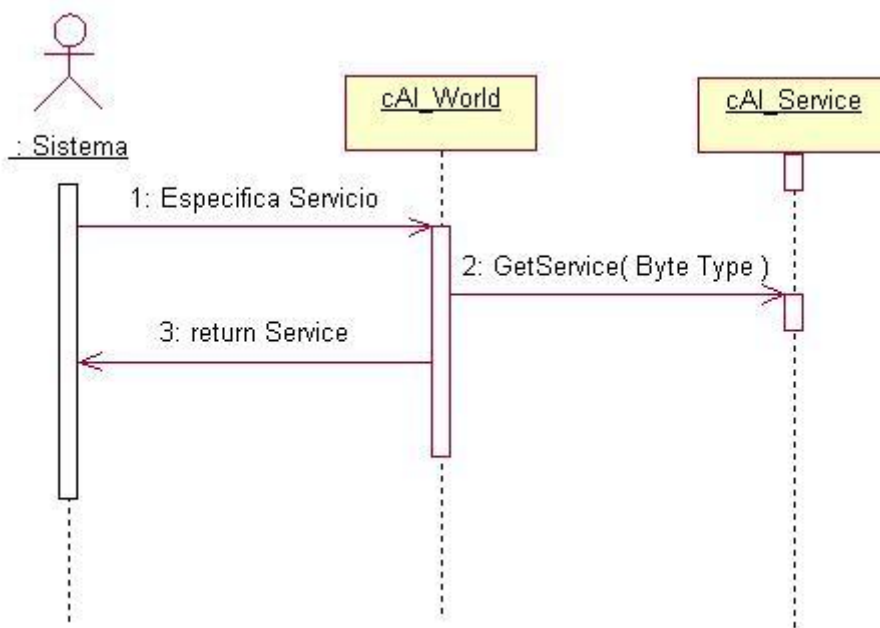 cAI_World
cAI_Service
: Sistema
1: Especifica Servicio
2: GetService( Byte Type )
3: return Service